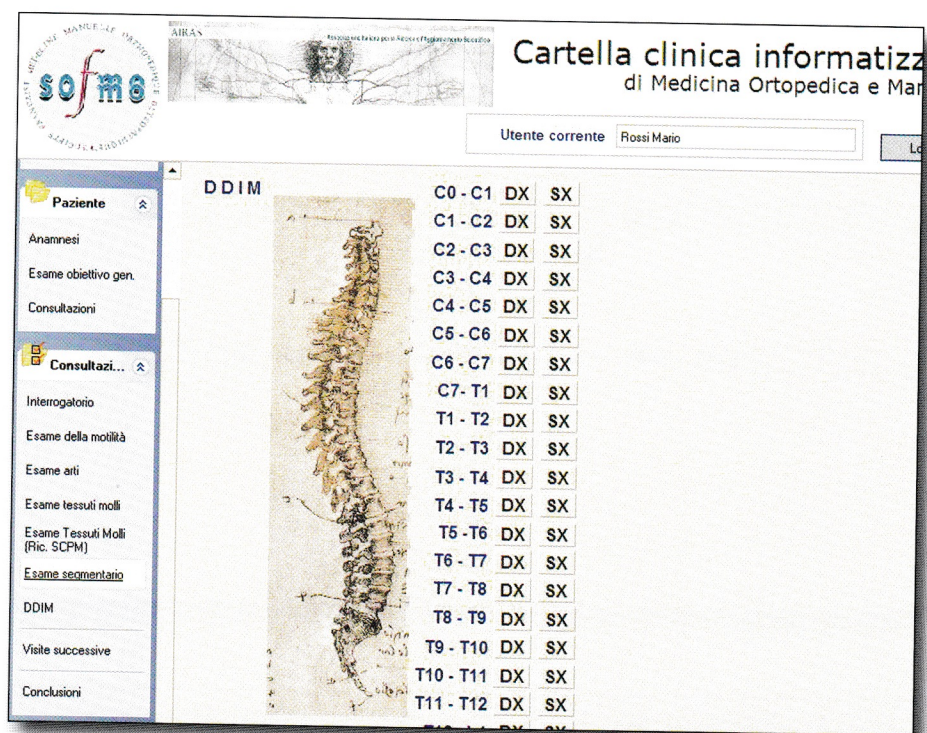 AIRAS
sofma
Cartella clinica informatizz
di Medicina Ortopedica e Mar
Utente corrente Rossi Mario
Lo
Paziente
Anamnesi
Esame obiettivo gen.
Consultazioni
Consultazi...
Interrogatorio
Esame della motilità
Esame arti
Esame tessuti molli
Esame Tessuti Molli
(Ric. SCPM)
Esame segmentario
DDIM
Visite successive
Conclusioni
DDIM
C0 - C1 DX SX
C1 - C2 DX SX
C2 - C3 DX SX
C3 - C4 DX SX
C4 - C5 DX SX
C5 - C6 DX SX
C6 - C7 DX SX
C7- T1 DX SX
T1 - T2 DX SX
T2 - T3 DX SX
T3 - T4 DX SX
T4 - T5 DX SX
T5 -T6 DX SX
T6 - T7 DX SX
T7 - T8 DX SX
T8 - T9 DX SX
T9 - T10 DX SX
T10 - T11 DX SX
T11 - T12 DX SX
DX SX